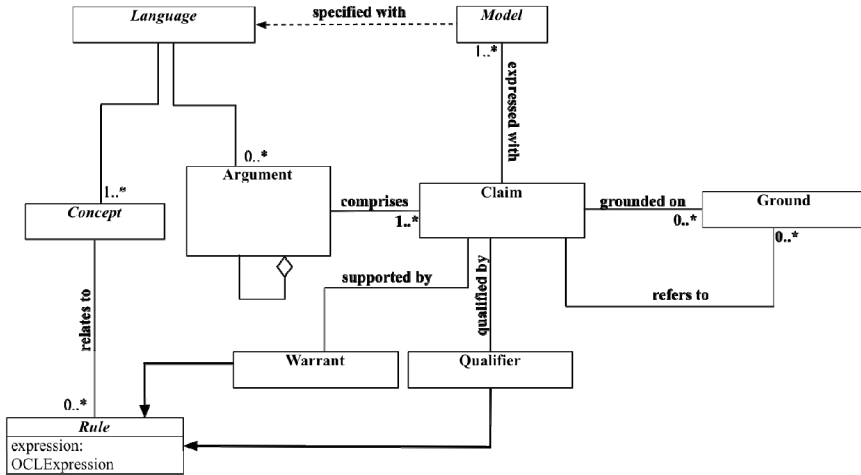 Language
specified with
Model
1..*
expressed with
0..*
Argument
1..*
Concept
comprises
1..*
Claim
grounded on
0..*
Ground
0..*
supported by
qualified by
refers to
relates to
Warrant
Qualifier
0..*
Rule
expression:
OCLExpression